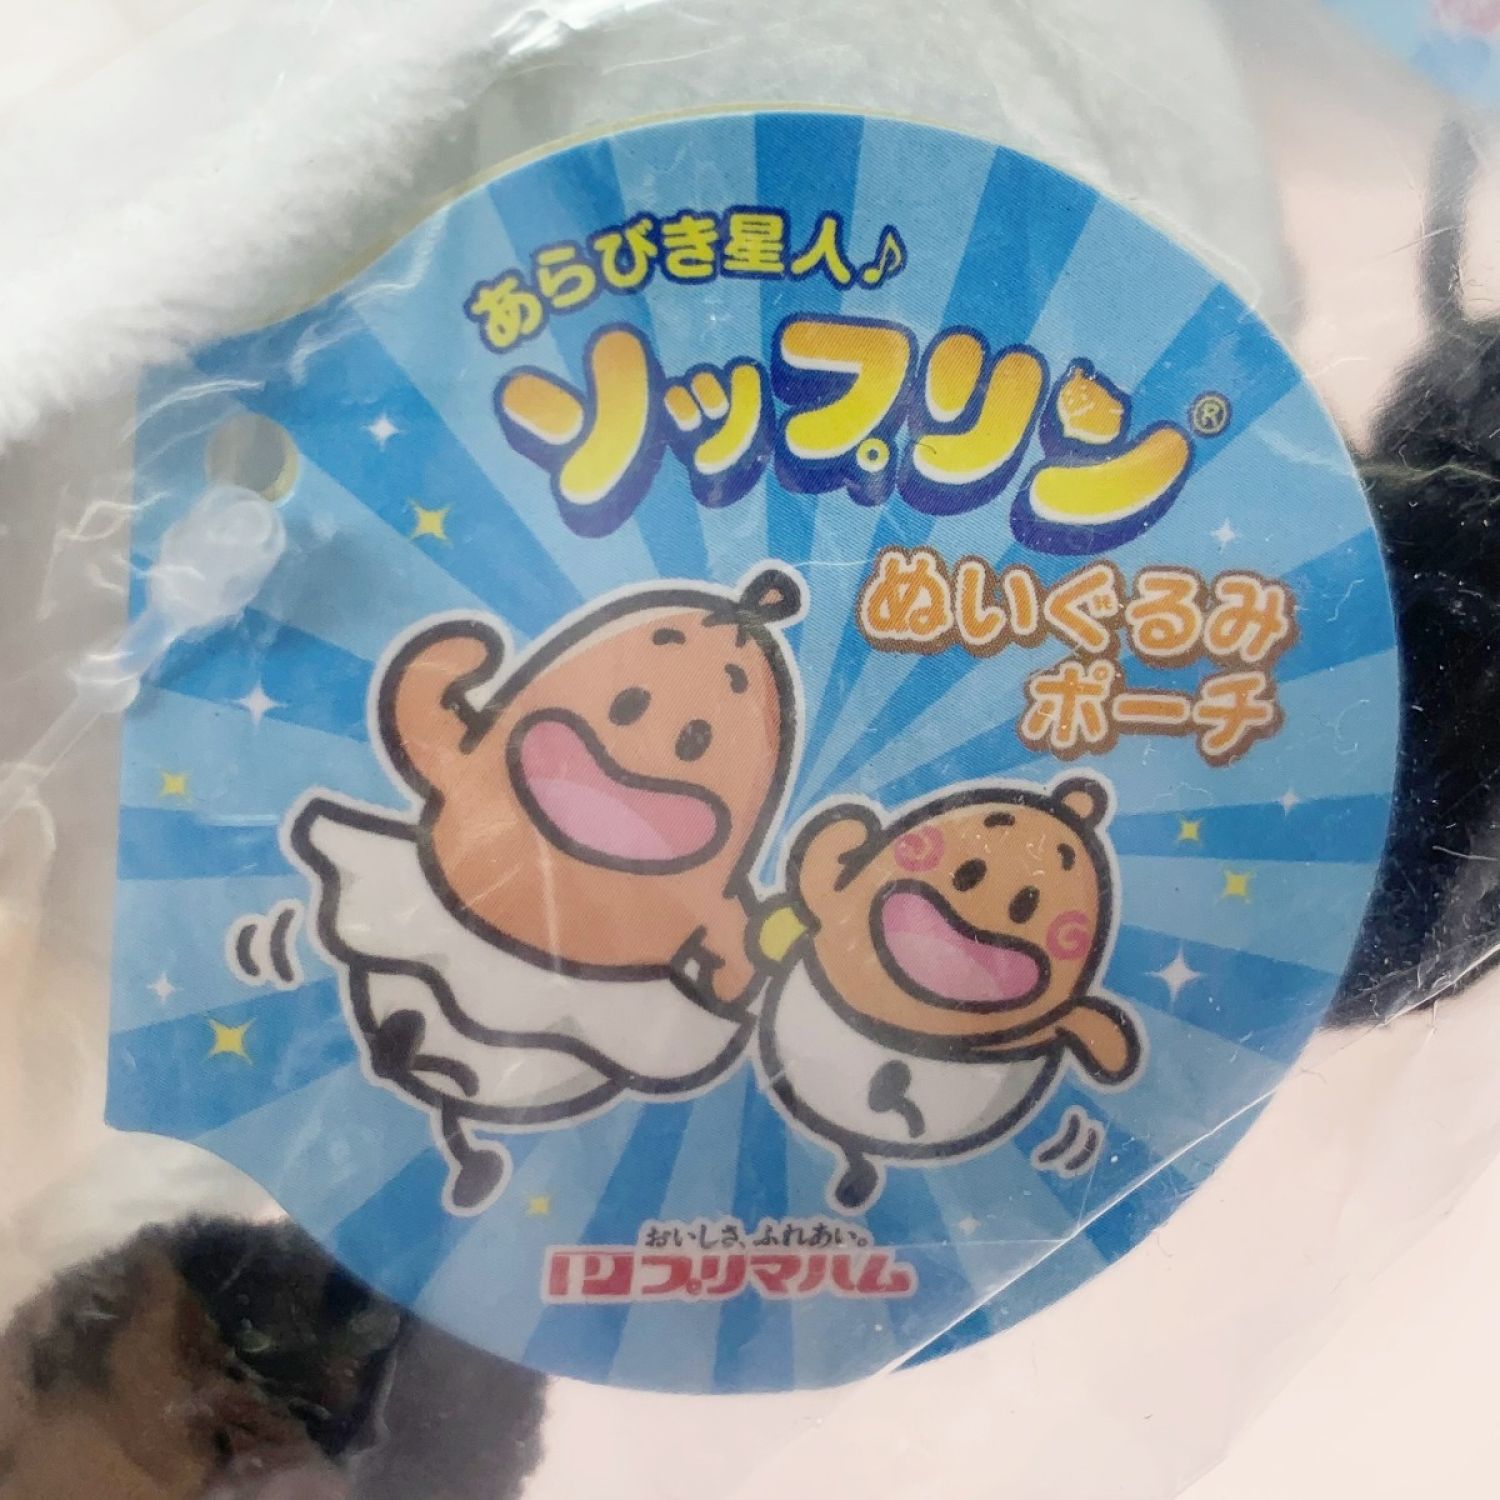 あらびき星人♪
ソップリン®
ぬいぐるみ
ポーチ
おいしさ、ふれあい。
プリマハム